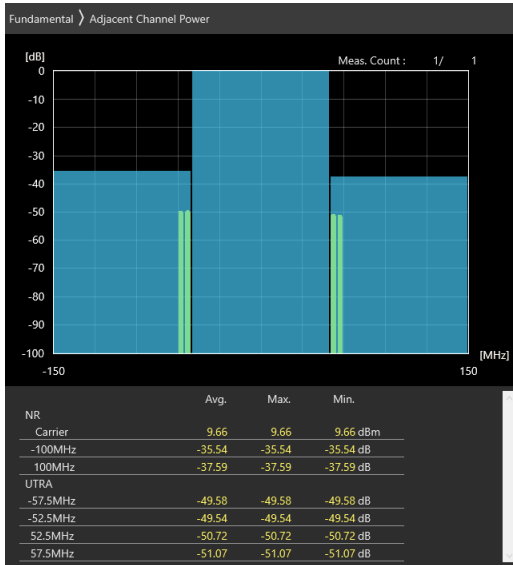 Fundamental 〉 Adjacent Channel Power
[dB]
Meas. Count : 1/ 1
0
-10
-20
-30
-40
-50
-60
-70
-80
-90
-100
[MHz]
-150 150
Avg. Max. Min.
NR
Carrier 9.66 9.66 9.66 dBm
-100MHz -35.54 -35.54 -35.54 dB
100MHz -37.59 -37.59 -37.59 dB
UTRA
-57.5MHz -49.58 -49.58 -49.58 dB
-52.5MHz -49.54 -49.54 -49.54 dB
52.5MHz -50.72 -50.72 -50.72 dB
57.5MHz -51.07 -51.07 -51.07 dB